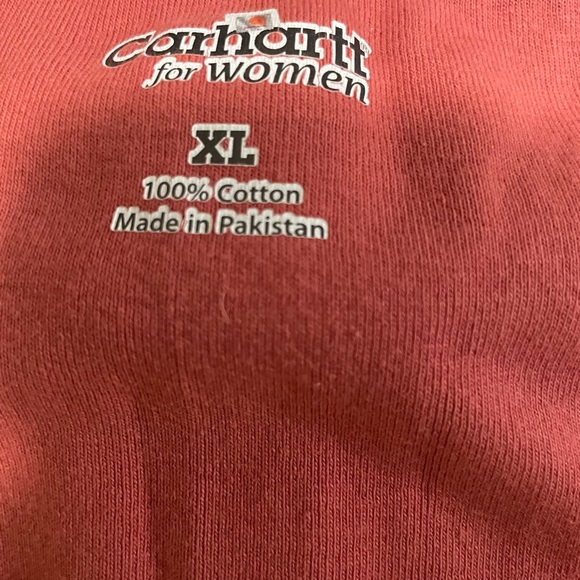 carhartt
for women
XL
100% Cotton
Made in Pakistan